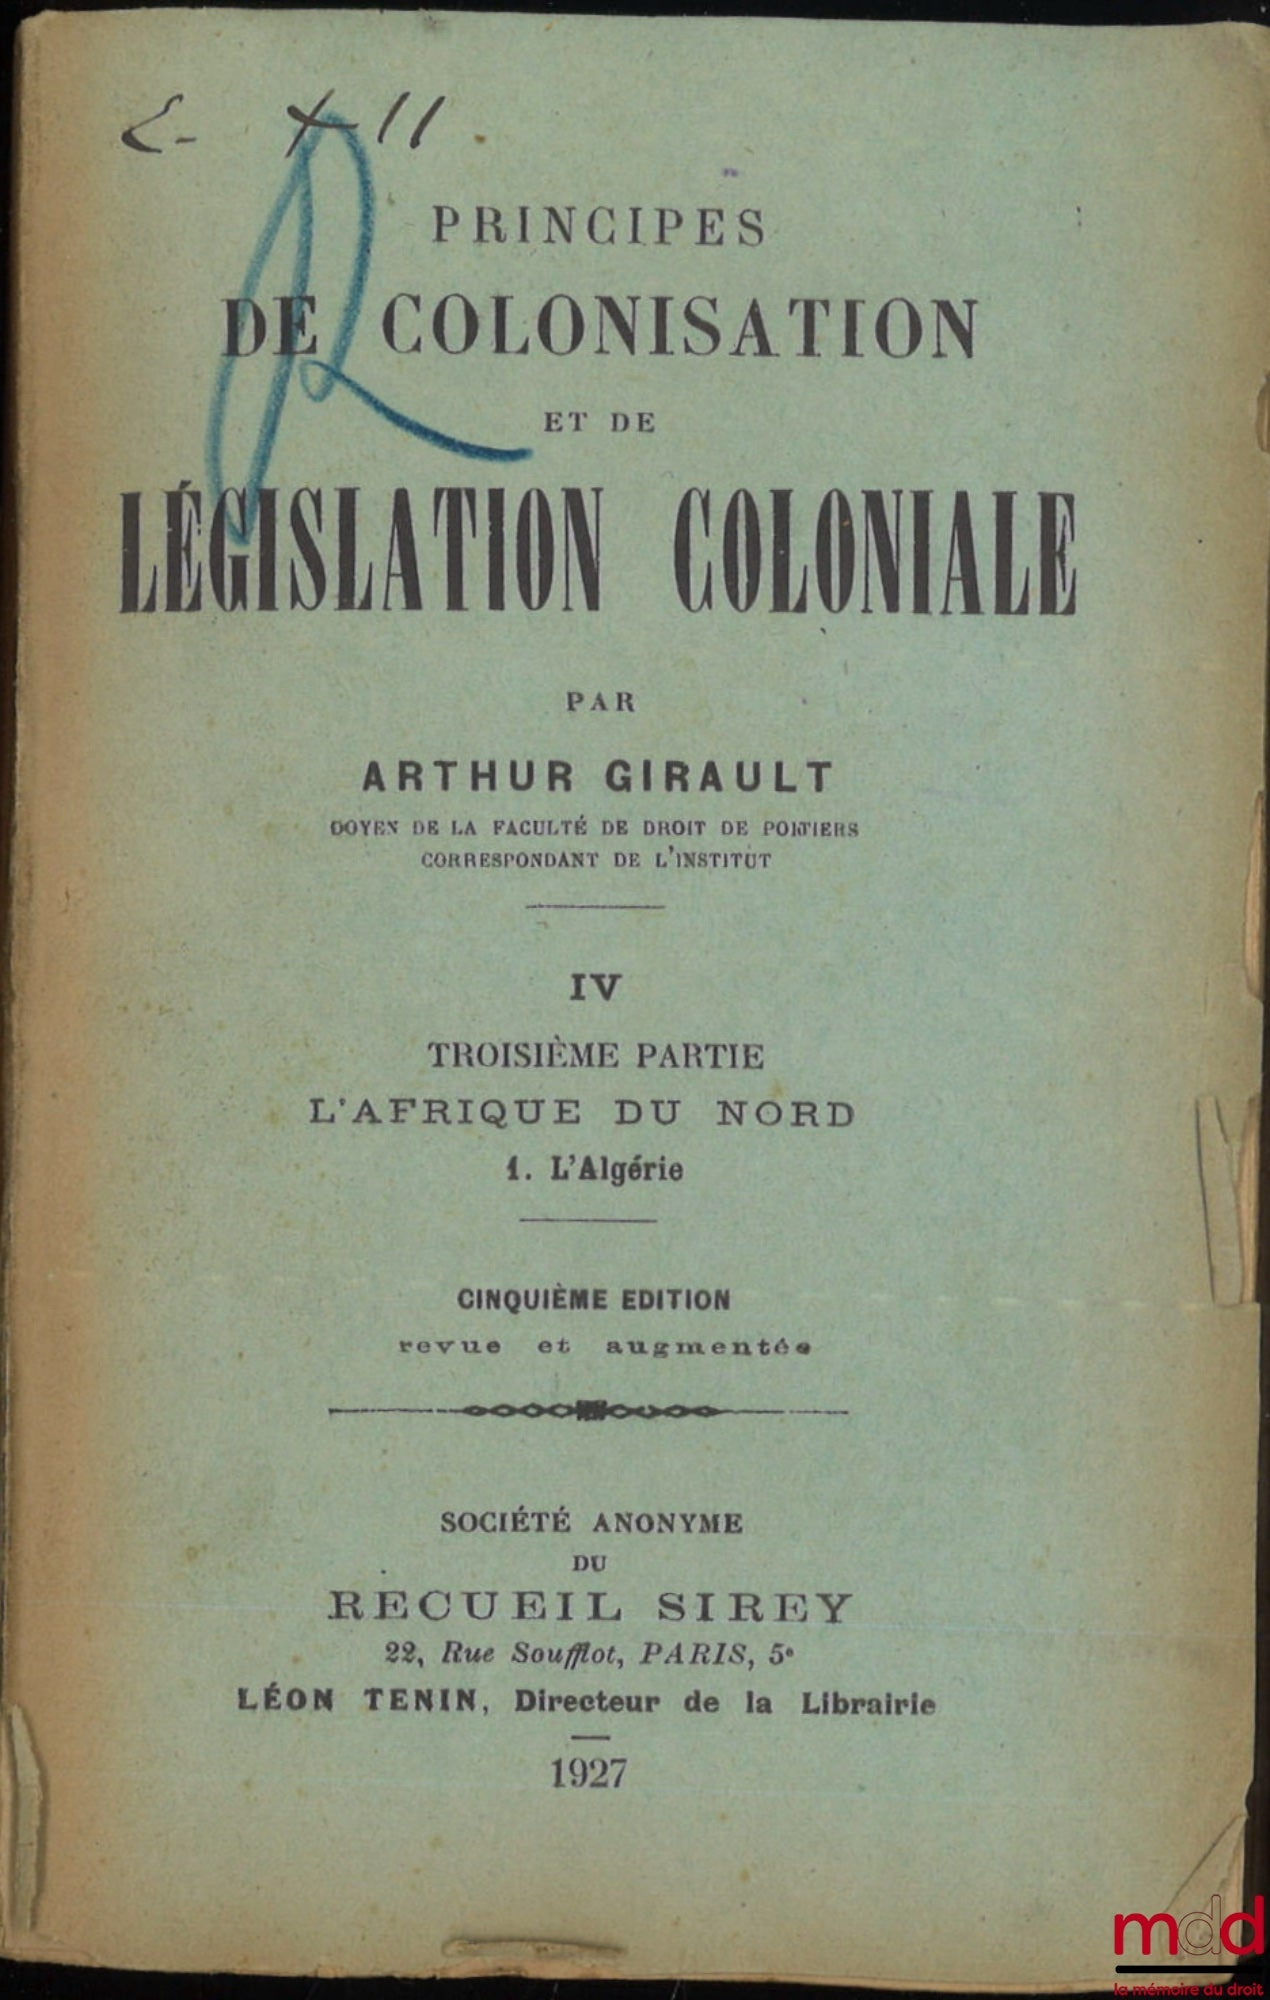 PRINCIPES
DE COLONISATION
ET DE
LÉGISLATION COLONIALE
PAR
ARTHUR GIRAULT
DOYEN DE LA FACULTÉ DE DROIT DE POITIERS
CORRESPONDANT DE L'INSTITUT
IV
TROISIÈME PARTIE
L'AFRIQUE DU NORD
1. L'Algérie
CINQUIÈME EDITION
revue et augmentée
SOCIÉTÉ ANONYME
DU
RECUEIL SIREY
22, Rue Soufflot, PARIS, 5e
LÉON TENIN, Directeur de la Librairie
1927
mdd
la mémoire du droit